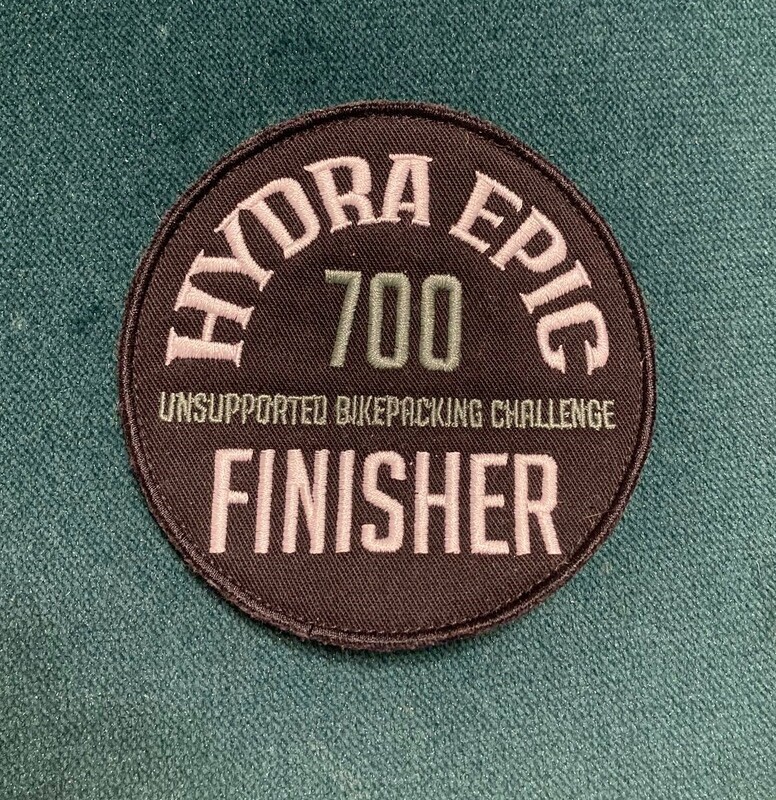 HYDRA EPIC
700
UNSUPPORTED BIKEPACKING CHALLENGE
FINISHER